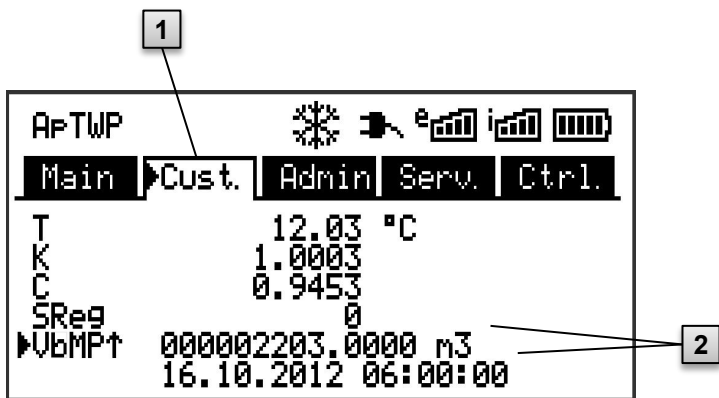 1
ApTWP e i
Main Cust. Admin Serv. Ctrl.
T 12.03 °C
K 1.0003
C 0.9453
SReg 0
VbMP↑ 000002203.0000 m3
16.10.2012 06:00:00
2